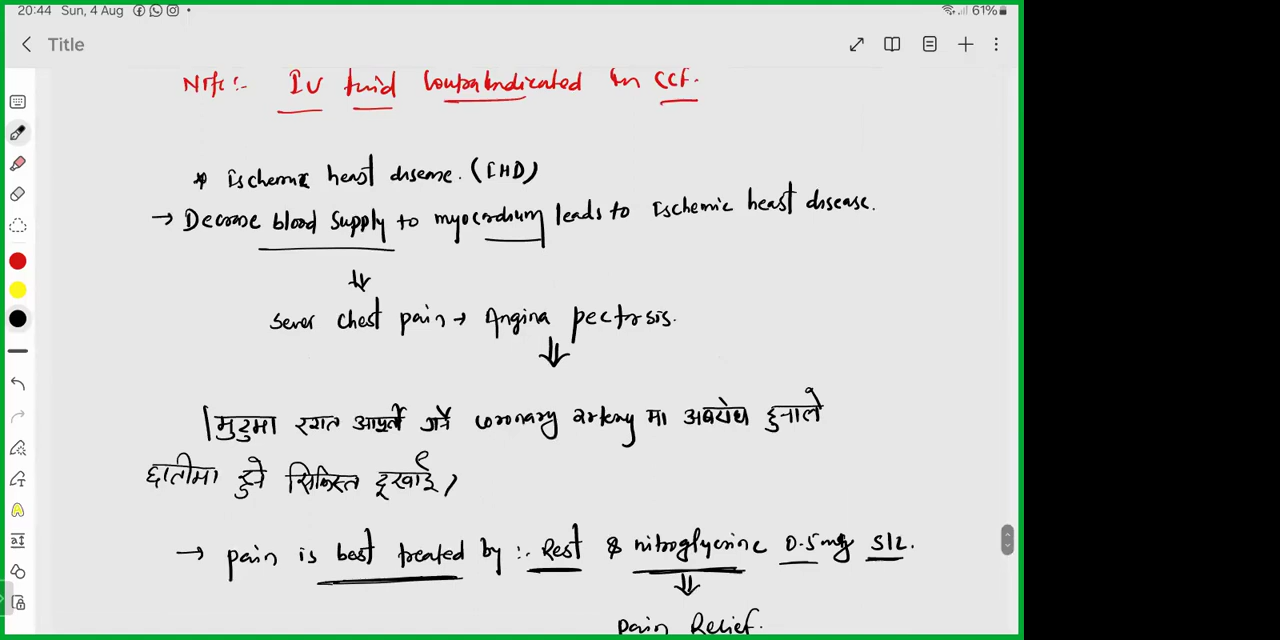 20:44 Sun, 4 Aug
61%
Title
Note:- IV fluid Contraindicated in CCF.
* Ischemic heart disease. (IHD)
→ Decrease blood supply to myocardium leads to Ischemic heart disease.
⇓
Sever chest pain → Angina pectosis.
⇓
|मुटुमा रगत आपूर्ती गर्ने coronary artery मा अवरोध हुनाले
छातीमा हुने सिकिस्त दूखाई,
→ pain is best treated by :- Rest & nitroglycerine 0.5mg S/L.
⇓
Pain Relief.